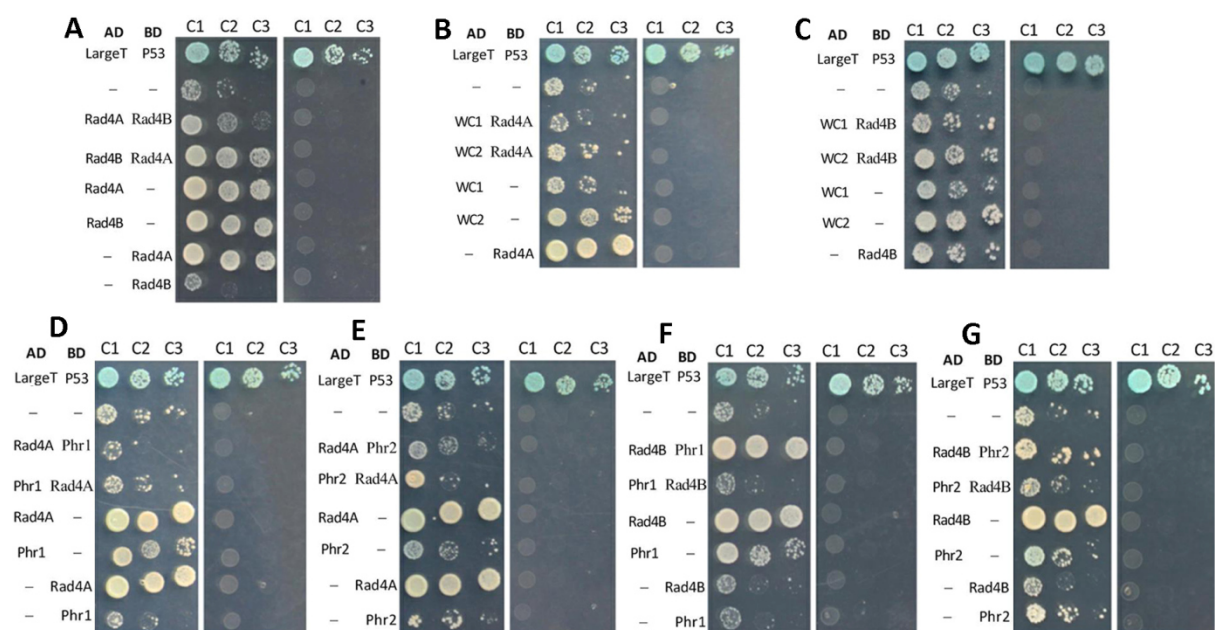 A
AD BD C1 C2 C3 C1 C2 C3
LargeT P53
– –
Rad4A Rad4B
Rad4B Rad4A
Rad4A –
Rad4B –
– Rad4A
– Rad4B
B
AD BD C1 C2 C3 C1 C2 C3
LargeT P53
– –
WC1 Rad4A
WC2 Rad4A
WC1 –
WC2 –
– Rad4A
C
AD BD C1 C2 C3 C1 C2 C3
LargeT P53
– –
WC1 Rad4B
WC2 Rad4B
WC1 –
WC2 –
– Rad4B
D
AD BD C1 C2 C3 C1 C2 C3
LargeT P53
– –
Rad4A Phr1
Phr1 Rad4A
Rad4A –
Phr1 –
– Rad4A
– Phr1
E
AD BD C1 C2 C3 C1 C2 C3
LargeT P53
– –
Rad4A Phr2
Phr2 Rad4A
Rad4A –
Phr2 –
– Rad4A
– Phr2
F
AD BD C1 C2 C3 C1 C2 C3
LargeT P53
– –
Rad4B Phr1
Phr1 Rad4B
Rad4B –
Phr1 –
– Rad4B
– Phr1
G
AD BD C1 C2 C3 C1 C2 C3
LargeT P53
– –
Rad4B Phr2
Phr2 Rad4B
Rad4B –
Phr2 –
– Rad4B
– Phr2